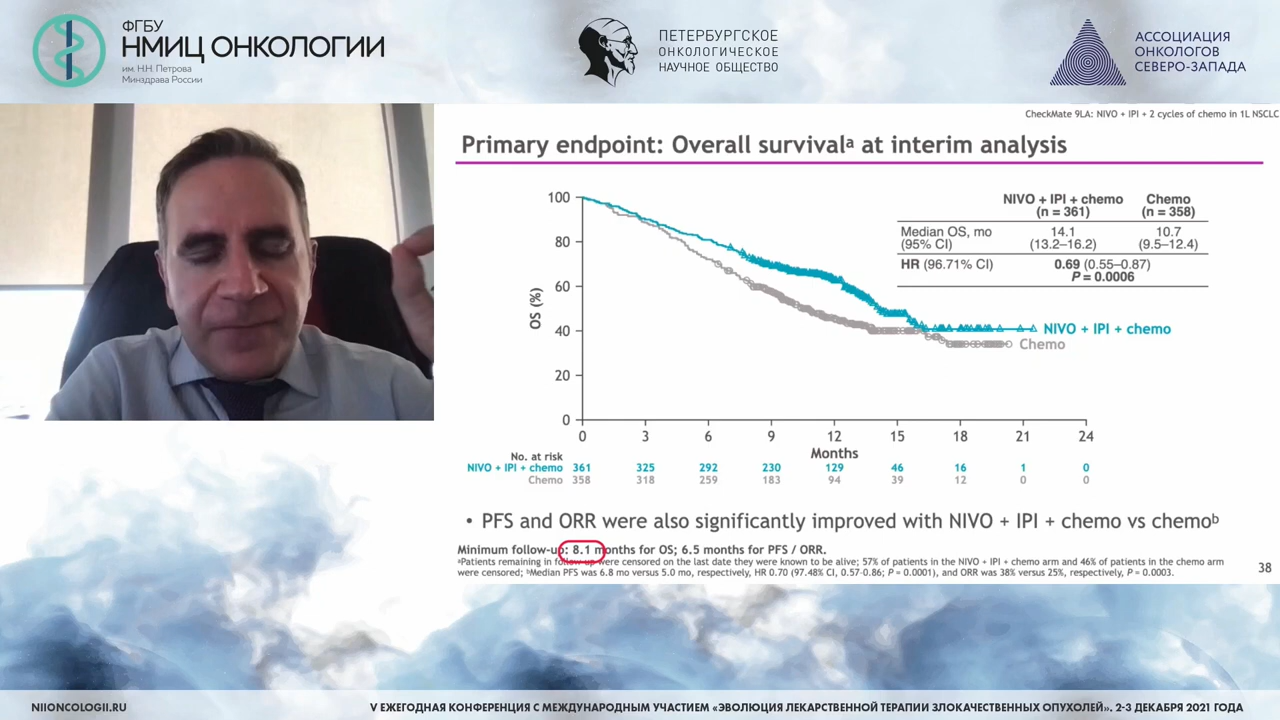 ФГБУ
НМИЦ ОНКОЛОГИИ
им. Н.Н. Петрова
Минздрава России
ПЕТЕРБУРГСКОЕ
ОНКОЛОГИЧЕСКОЕ
НАУЧНОЕ ОБЩЕСТВО
АССОЦИАЦИЯ
ОНКОЛОГОВ
СЕВЕРО-ЗАПАДА
CheckMate 9LA: NIVO + IPI + 2 cycles of chemo in 1L NSCLC
Primary endpoint: Overall survivalᵃ at interim analysis
NIVO + IPI + chemo (n = 361)
Chemo (n = 358)
Median OS, mo (95% CI)
14.1 (13.2–16.2)
10.7 (9.5–12.4)
HR (96.71% CI) 0.69 (0.55–0.87)
P = 0.0006
OS (%)
100
80
60
40
20
0
NIVO + IPI + chemo
Chemo
0 3 6 9 12 15 18 21 24
Months
No. at risk
NIVO + IPI + chemo 361 325 292 230 129 46 16 1 0
Chemo 358 318 259 183 94 39 12 0 0
• PFS and ORR were also significantly improved with NIVO + IPI + chemo vs chemoᵇ
Minimum follow-up: 8.1 months for OS; 6.5 months for PFS / ORR.
ᵃPatients remaining in follow-up were censored on the last date they were known to be alive; 57% of patients in the NIVO + IPI + chemo arm and 46% of patients in the chemo arm
were censored; ᵇMedian PFS was 6.8 mo versus 5.0 mo, respectively, HR 0.70 (97.48% CI, 0.57-0.86; P = 0.0001), and ORR was 38% versus 25%, respectively, P = 0.0003.
38
NIIONCOLOGII.RU
V ЕЖЕГОДНАЯ КОНФЕРЕНЦИЯ С МЕЖДУНАРОДНЫМ УЧАСТИЕМ «ЭВОЛЮЦИЯ ЛЕКАРСТВЕННОЙ ТЕРАПИИ ЗЛОКАЧЕСТВЕННЫХ ОПУХОЛЕЙ». 2-3 ДЕКАБРЯ 2021 ГОДА